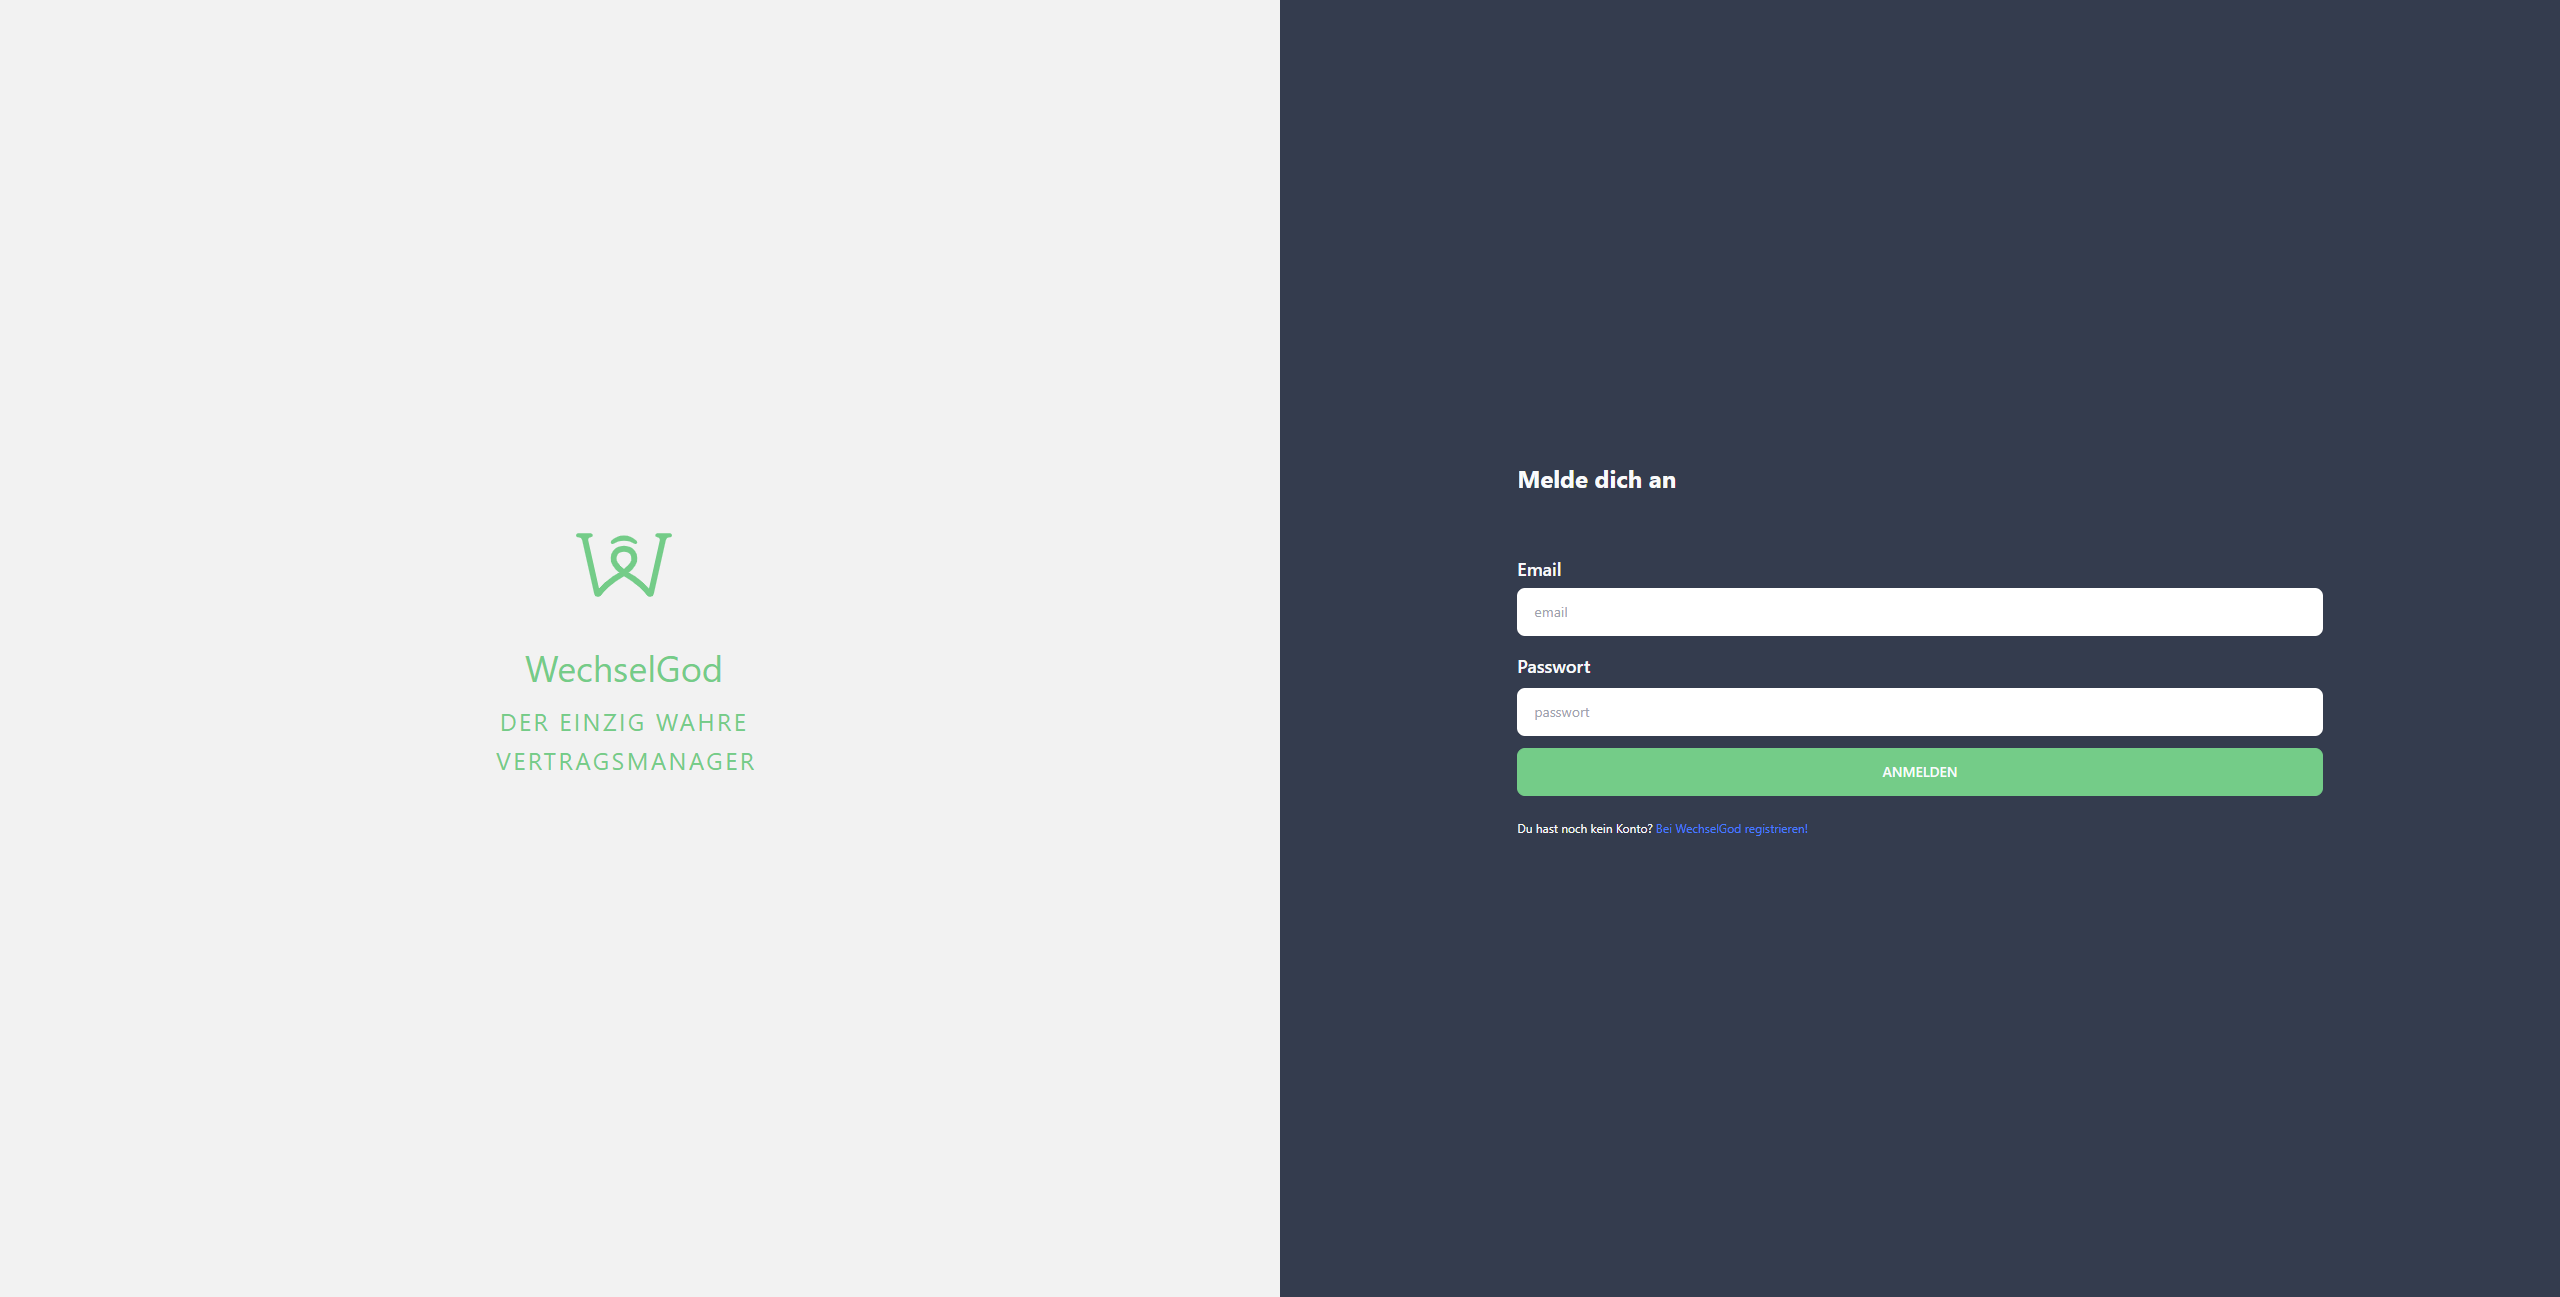 WechselGod
DER EINZIG WAHRE
VERTRAGSMANAGER
Melde dich an
Email
email
Passwort
passwort
ANMELDEN
Du hast noch kein Konto? Bei WechselGod registrieren!